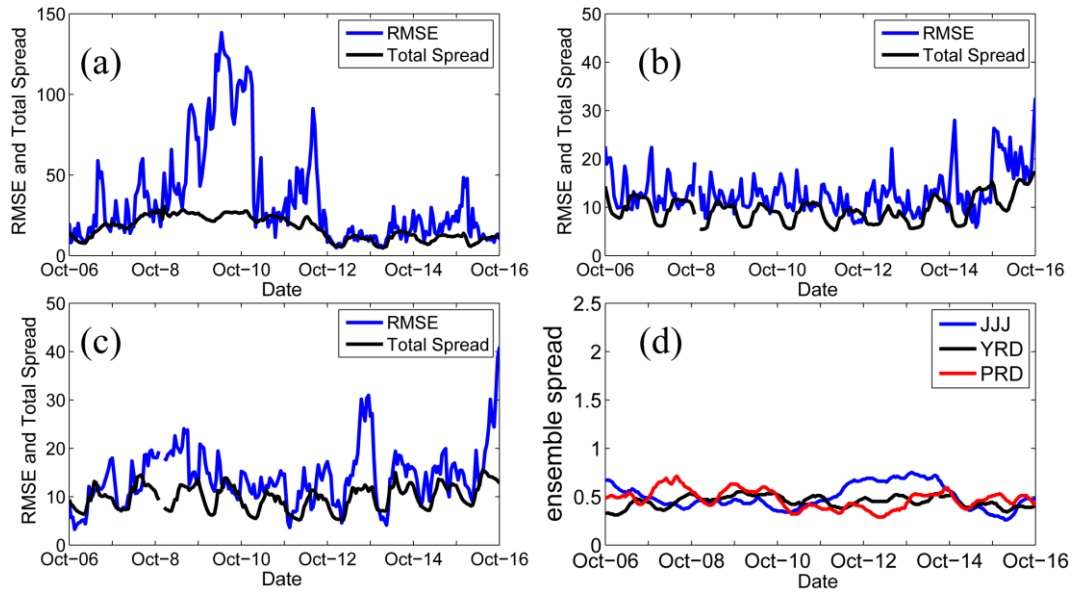 (a)
RMSE
Total Spread
RMSE and Total Spread
150
100
50
0
Oct−06 Oct−8 Oct−10 Oct−12 Oct−14 Oct−16
Date
(b)
RMSE
Total Spread
RMSE and Total Spread
50
40
30
20
10
0
Oct−06 Oct−08 Oct−10 Oct−12 Oct−14 Oct−16
Date
(c)
RMSE
Total Spread
RMSE and Total Spread
50
40
30
20
10
0
Oct−06 Oct−8 Oct−10 Oct−12 Oct−14 Oct−16
Date
(d)
JJJ
YRD
PRD
ensemble spread
2.5
2
1.5
1
0.5
0
Oct−06 Oct−08 Oct−10 Oct−12 Oct−14 Oct−16
Date